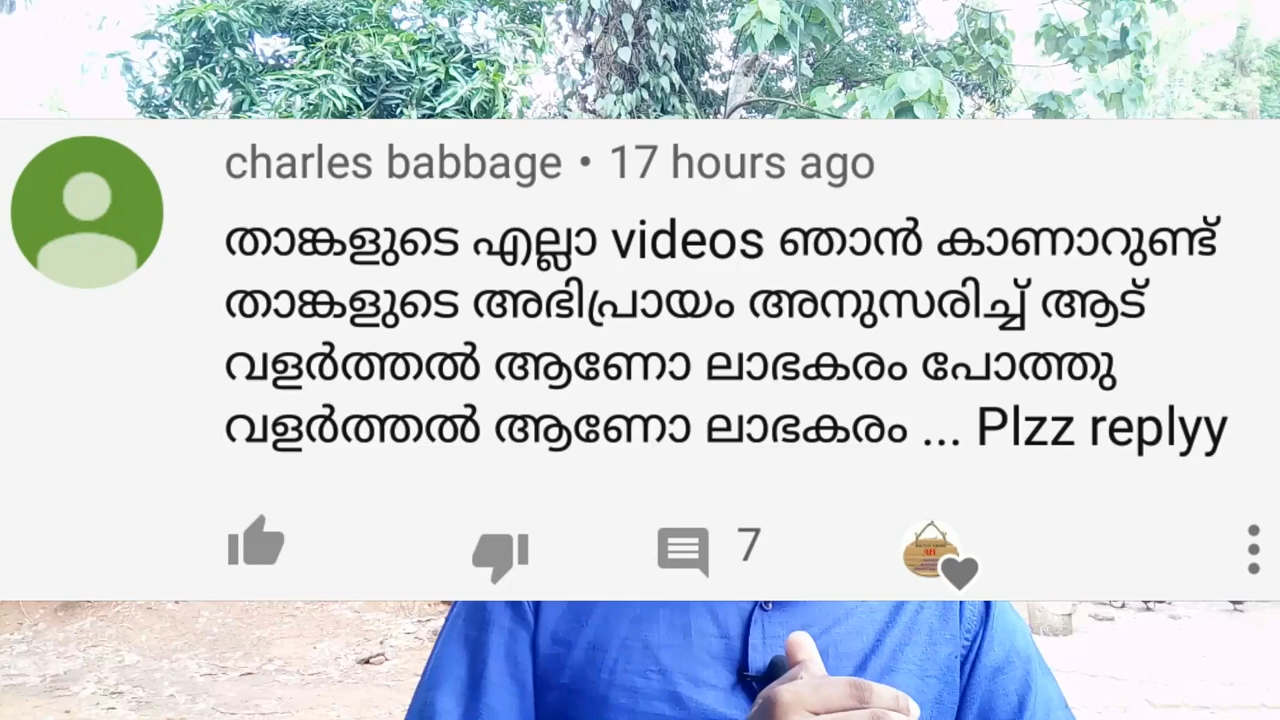 charles babbage • 17 hours ago
താങ്കളുടെ എല്ലാ videos ഞാൻ കാണാറുണ്ട്
താങ്കളുടെ അഭിപ്രായം അനുസരിച്ച് ആട്
വളർത്തൽ ആണോ ലാഭകരം പോത്തു
വളർത്തൽ ആണോ ലാഭകരം ... Plzz replyy
7